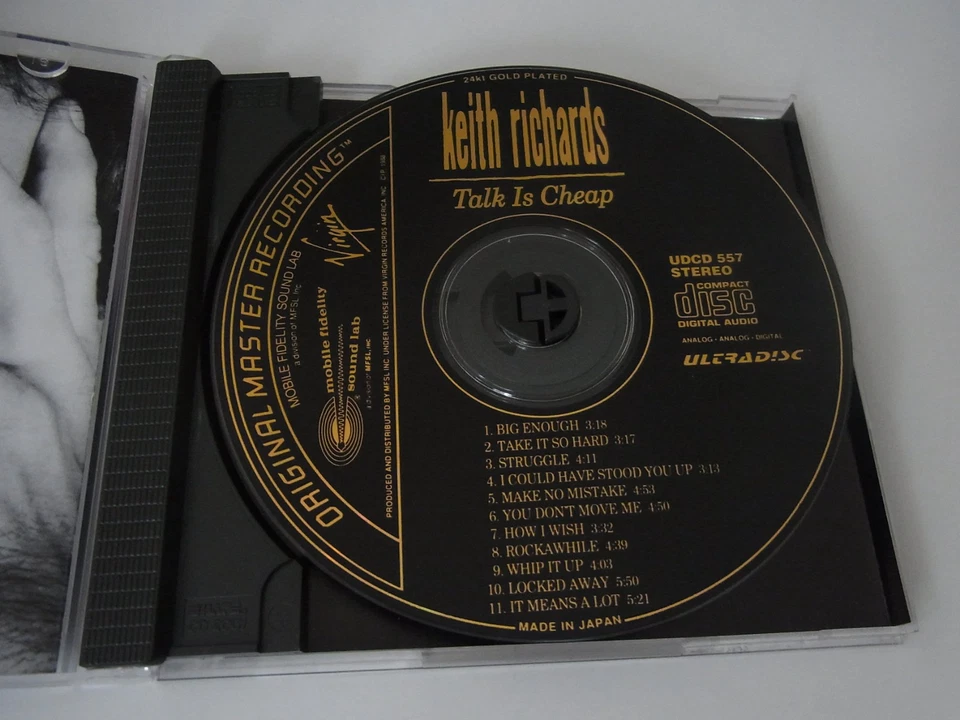 24kt GOLD PLATED
keith richards
Talk Is Cheap
ORIGINAL MASTER RECORDING™
MOBILE FIDELITY SOUND LAB
a division of MFSL, Inc
Virgin
mobile fidelity
sound lab
®
a division of MFSL, INC
PRODUCED AND DISTRIBUTED BY MFSL INC. UNDER LICENSE FROM VIRGIN RECORDS AMERICA, INC.
UDCD 557
STEREO
COMPACT
disc
DIGITAL AUDIO
ANALOG - ANALOG - DIGITAL
ULTRADISC
1. BIG ENOUGH 3:18
2. TAKE IT SO HARD 3:17
3. STRUGGLE 4:11
4. I COULD HAVE STOOD YOU UP 3:13
5. MAKE NO MISTAKE 4:53
6. YOU DON'T MOVE ME 4:50
7. HOW I WISH 3:32
8. ROCKAWHILE 4:39
9. WHIP IT UP 4:03
10. LOCKED AWAY 5:50
11. IT MEANS A LOT 5:21
MADE IN JAPAN